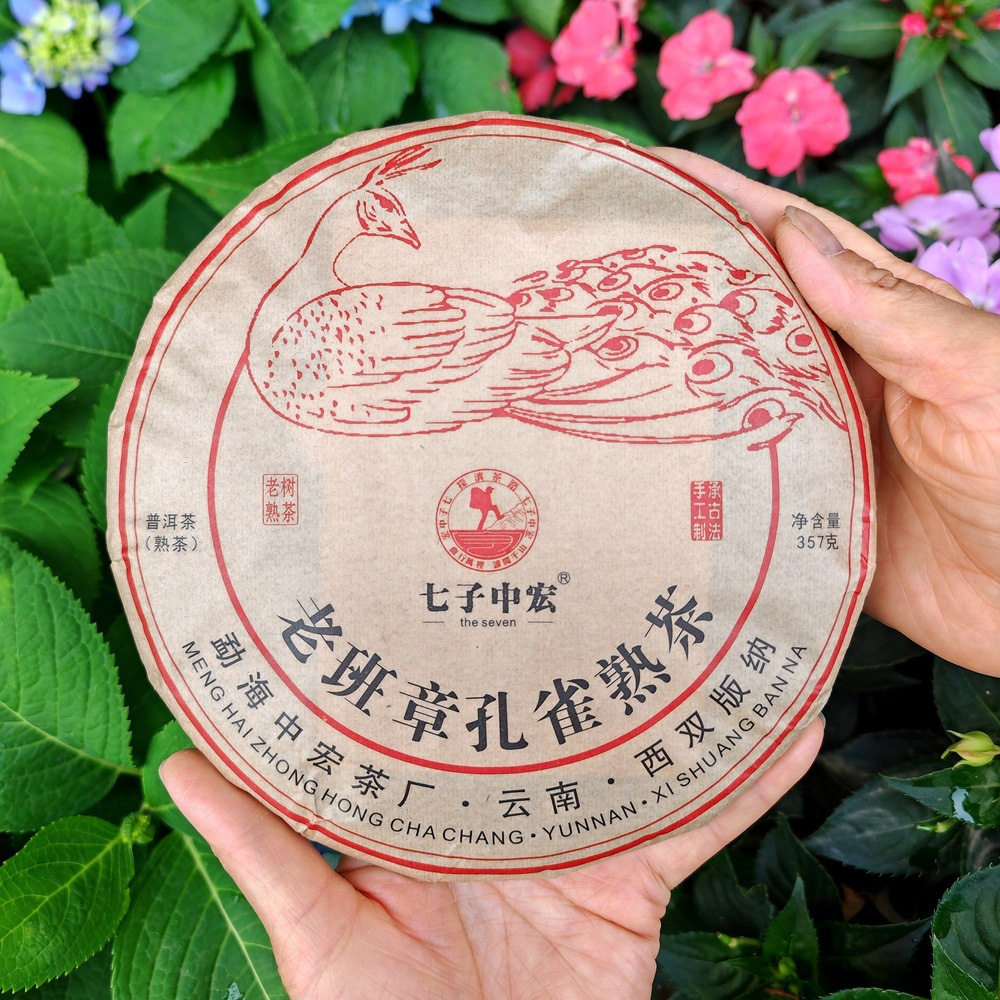 老树
熟茶
承古法
手工制
普洱茶
（熟茶）
净含量
357克
七子中宏®
the seven
老班章孔雀熟茶
勐海中宏茶厂·云南·西双版纳
MENG HAI ZHONG HONG CHA CHANG·YUNNAN·XI SHUANG BAN NA